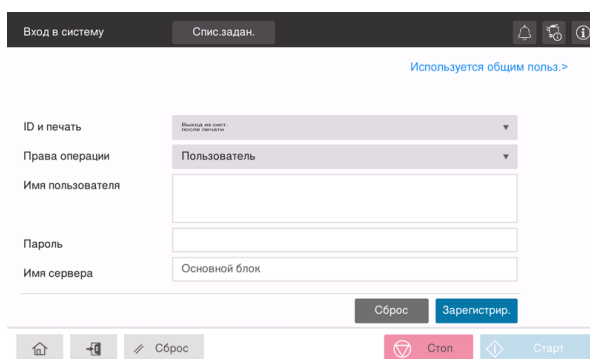 Вход в систему
Спис.задан.
Используется общим польз.>
ID и печать
Выход из сист.
после печати
Права операции
Пользователь
Имя пользователя
Пароль
Имя сервера
Основной блок
Сброс
Зарегистрир.
Сброс
Стоп
Старт